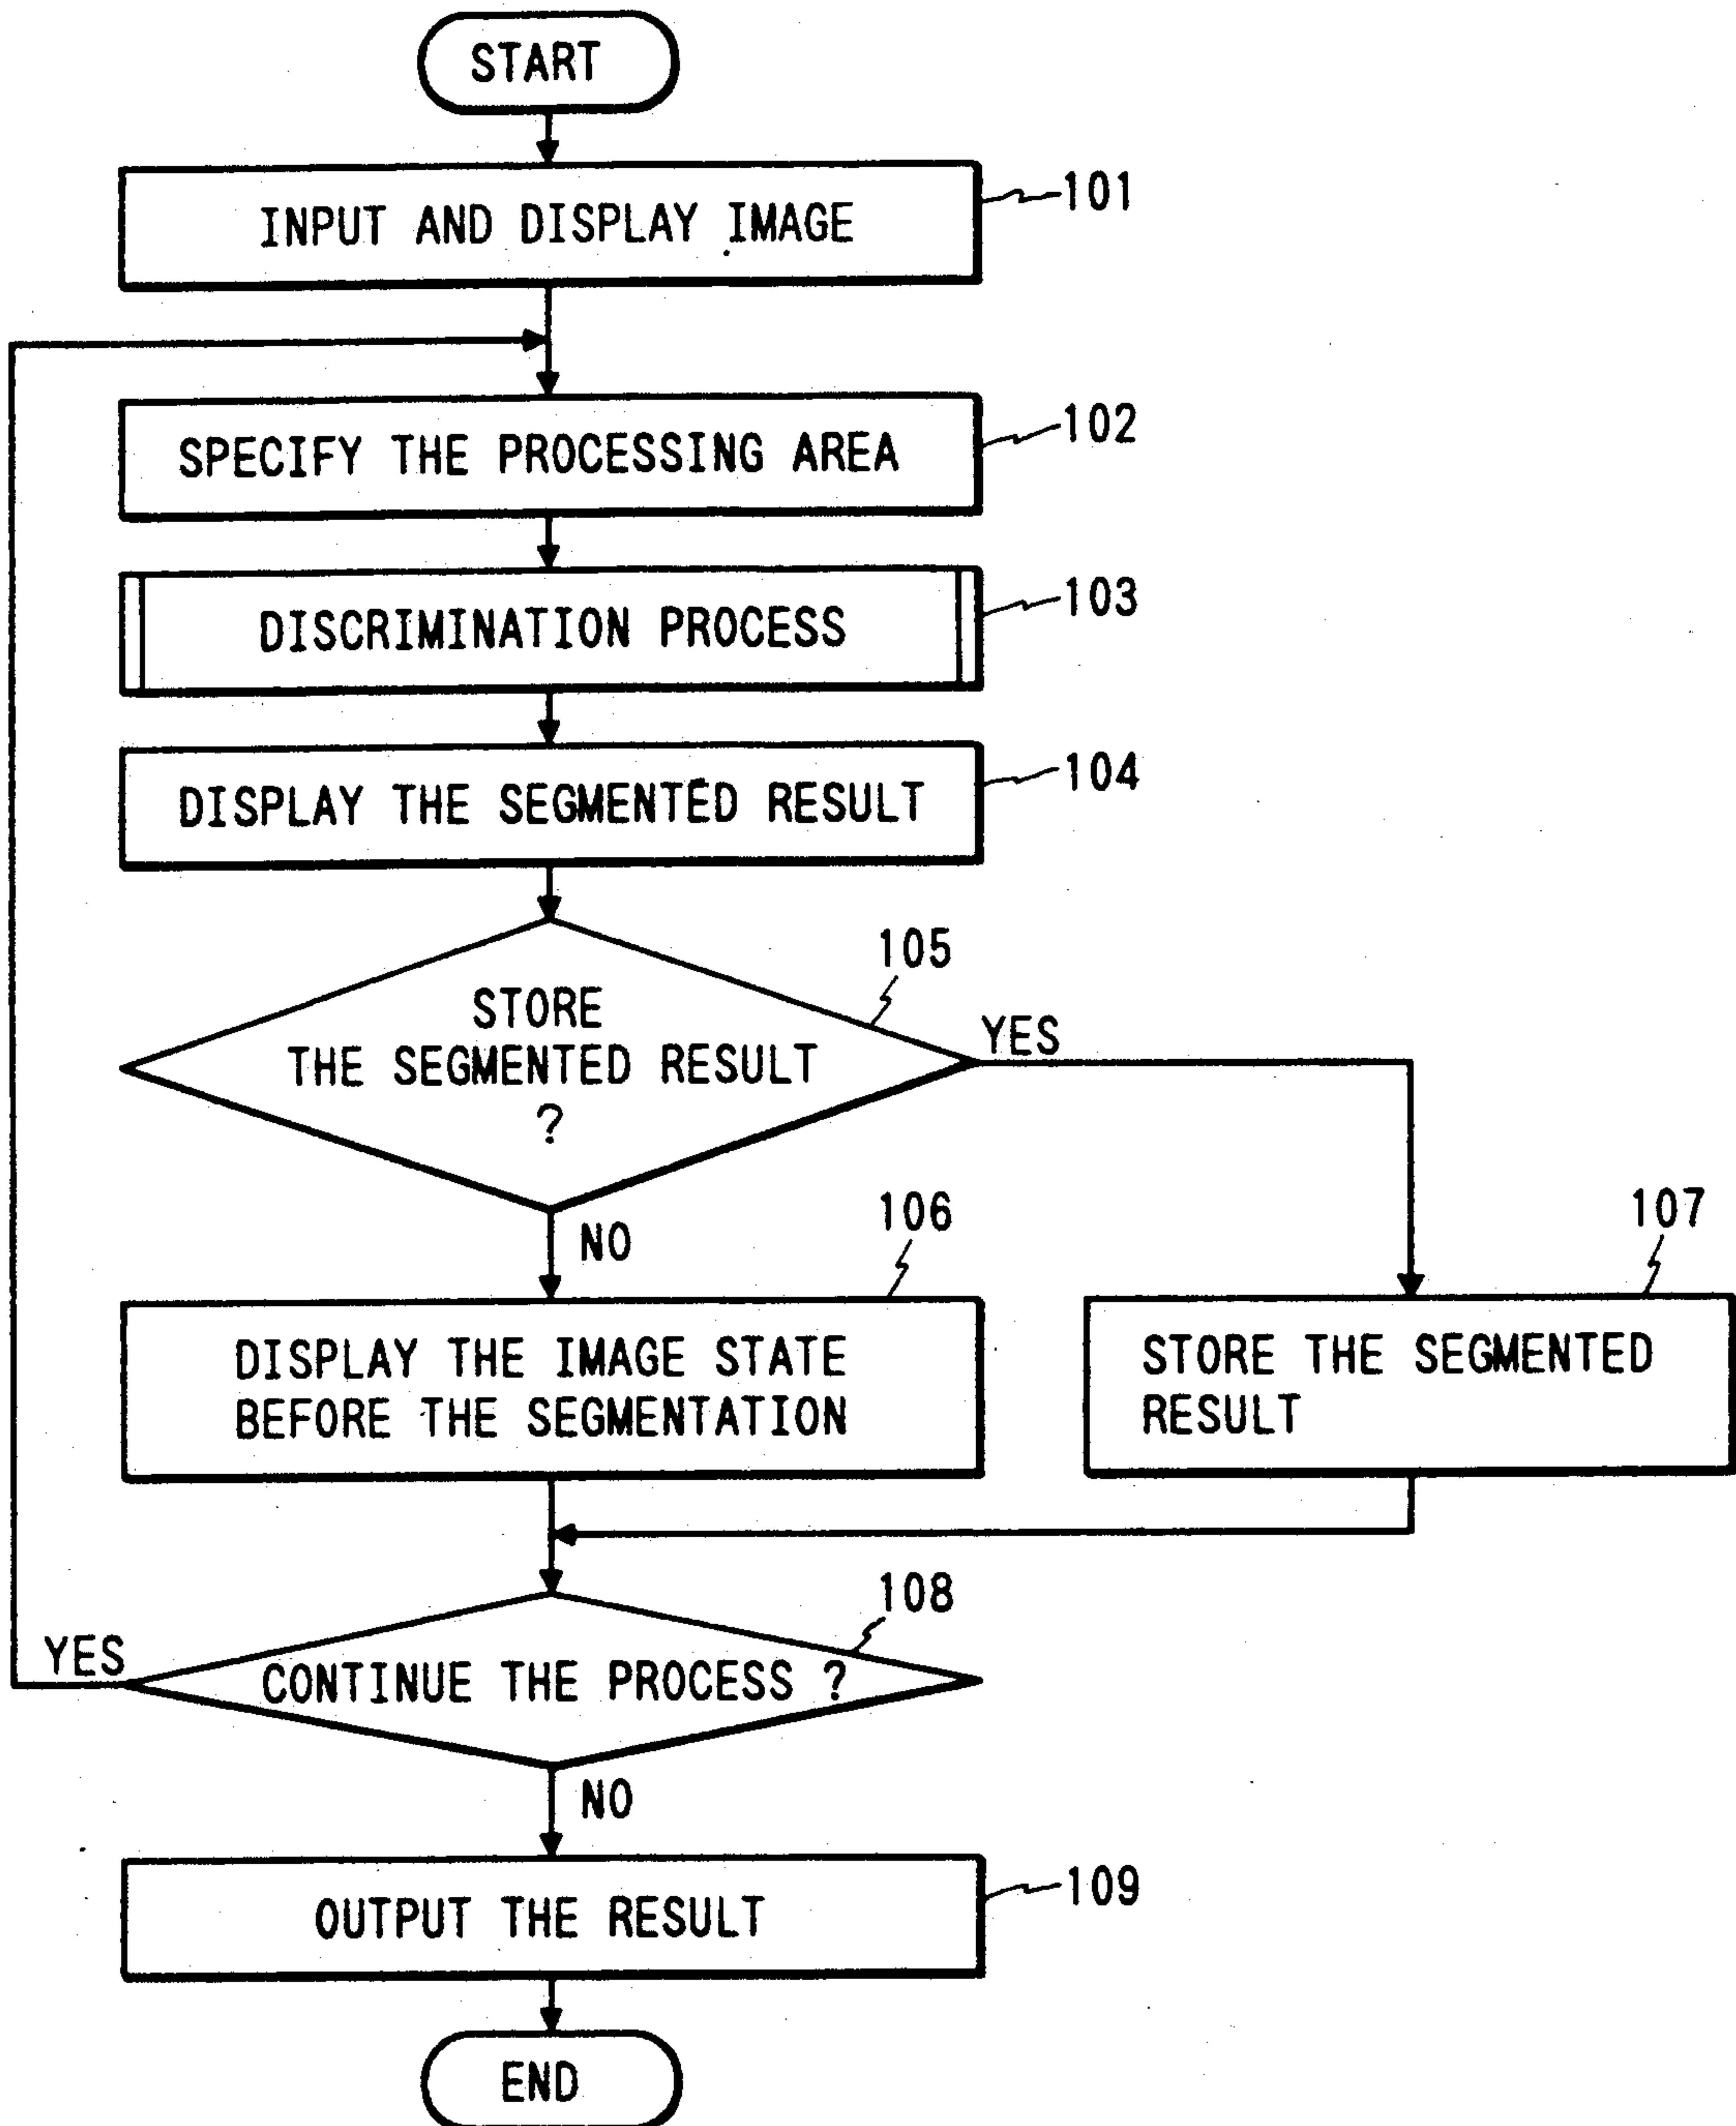 START
INPUT AND DISPLAY IMAGE
101
SPECIFY THE PROCESSING AREA
102
DISCRIMINATION PROCESS
103
DISPLAY THE SEGMENTED RESULT
104
105
STORE
THE SEGMENTED RESULT
?
YES
NO
106
DISPLAY THE IMAGE STATE
BEFORE THE SEGMENTATION
107
STORE THE SEGMENTED
RESULT
108
CONTINUE THE PROCESS ?
YES
NO
OUTPUT THE RESULT
109
END